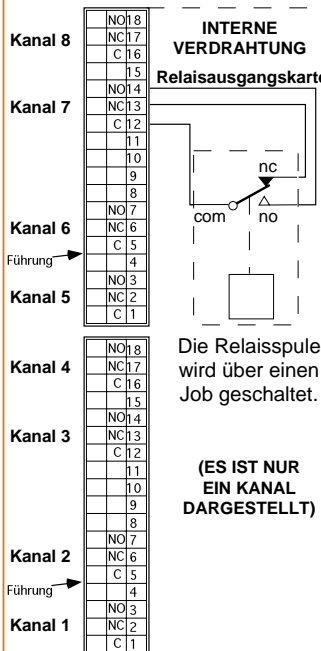 NO 18
Kanal 8 NC 17
C 16
15
NO 14
Kanal 7 NC 13
C 12
11
10
9
8
NO 7
Kanal 6 NC 6
C 5
Führung 4
NO 3
Kanal 5 NC 2
C 1
NO 18
Kanal 4 NC 17
C 16
15
NO 14
Kanal 3 NC 13
C 12
11
10
9
8
NO 7
Kanal 2 NC 6
C 5
Führung 4
NO 3
Kanal 1 NC 2
C 1
INTERNE
VERDRAHTUNG
Relaisausgangskarte
nc
com no
Die Relaisspule
wird über einen
Job geschaltet.
(ES IST NUR
EIN KANAL
DARGESTELLT)